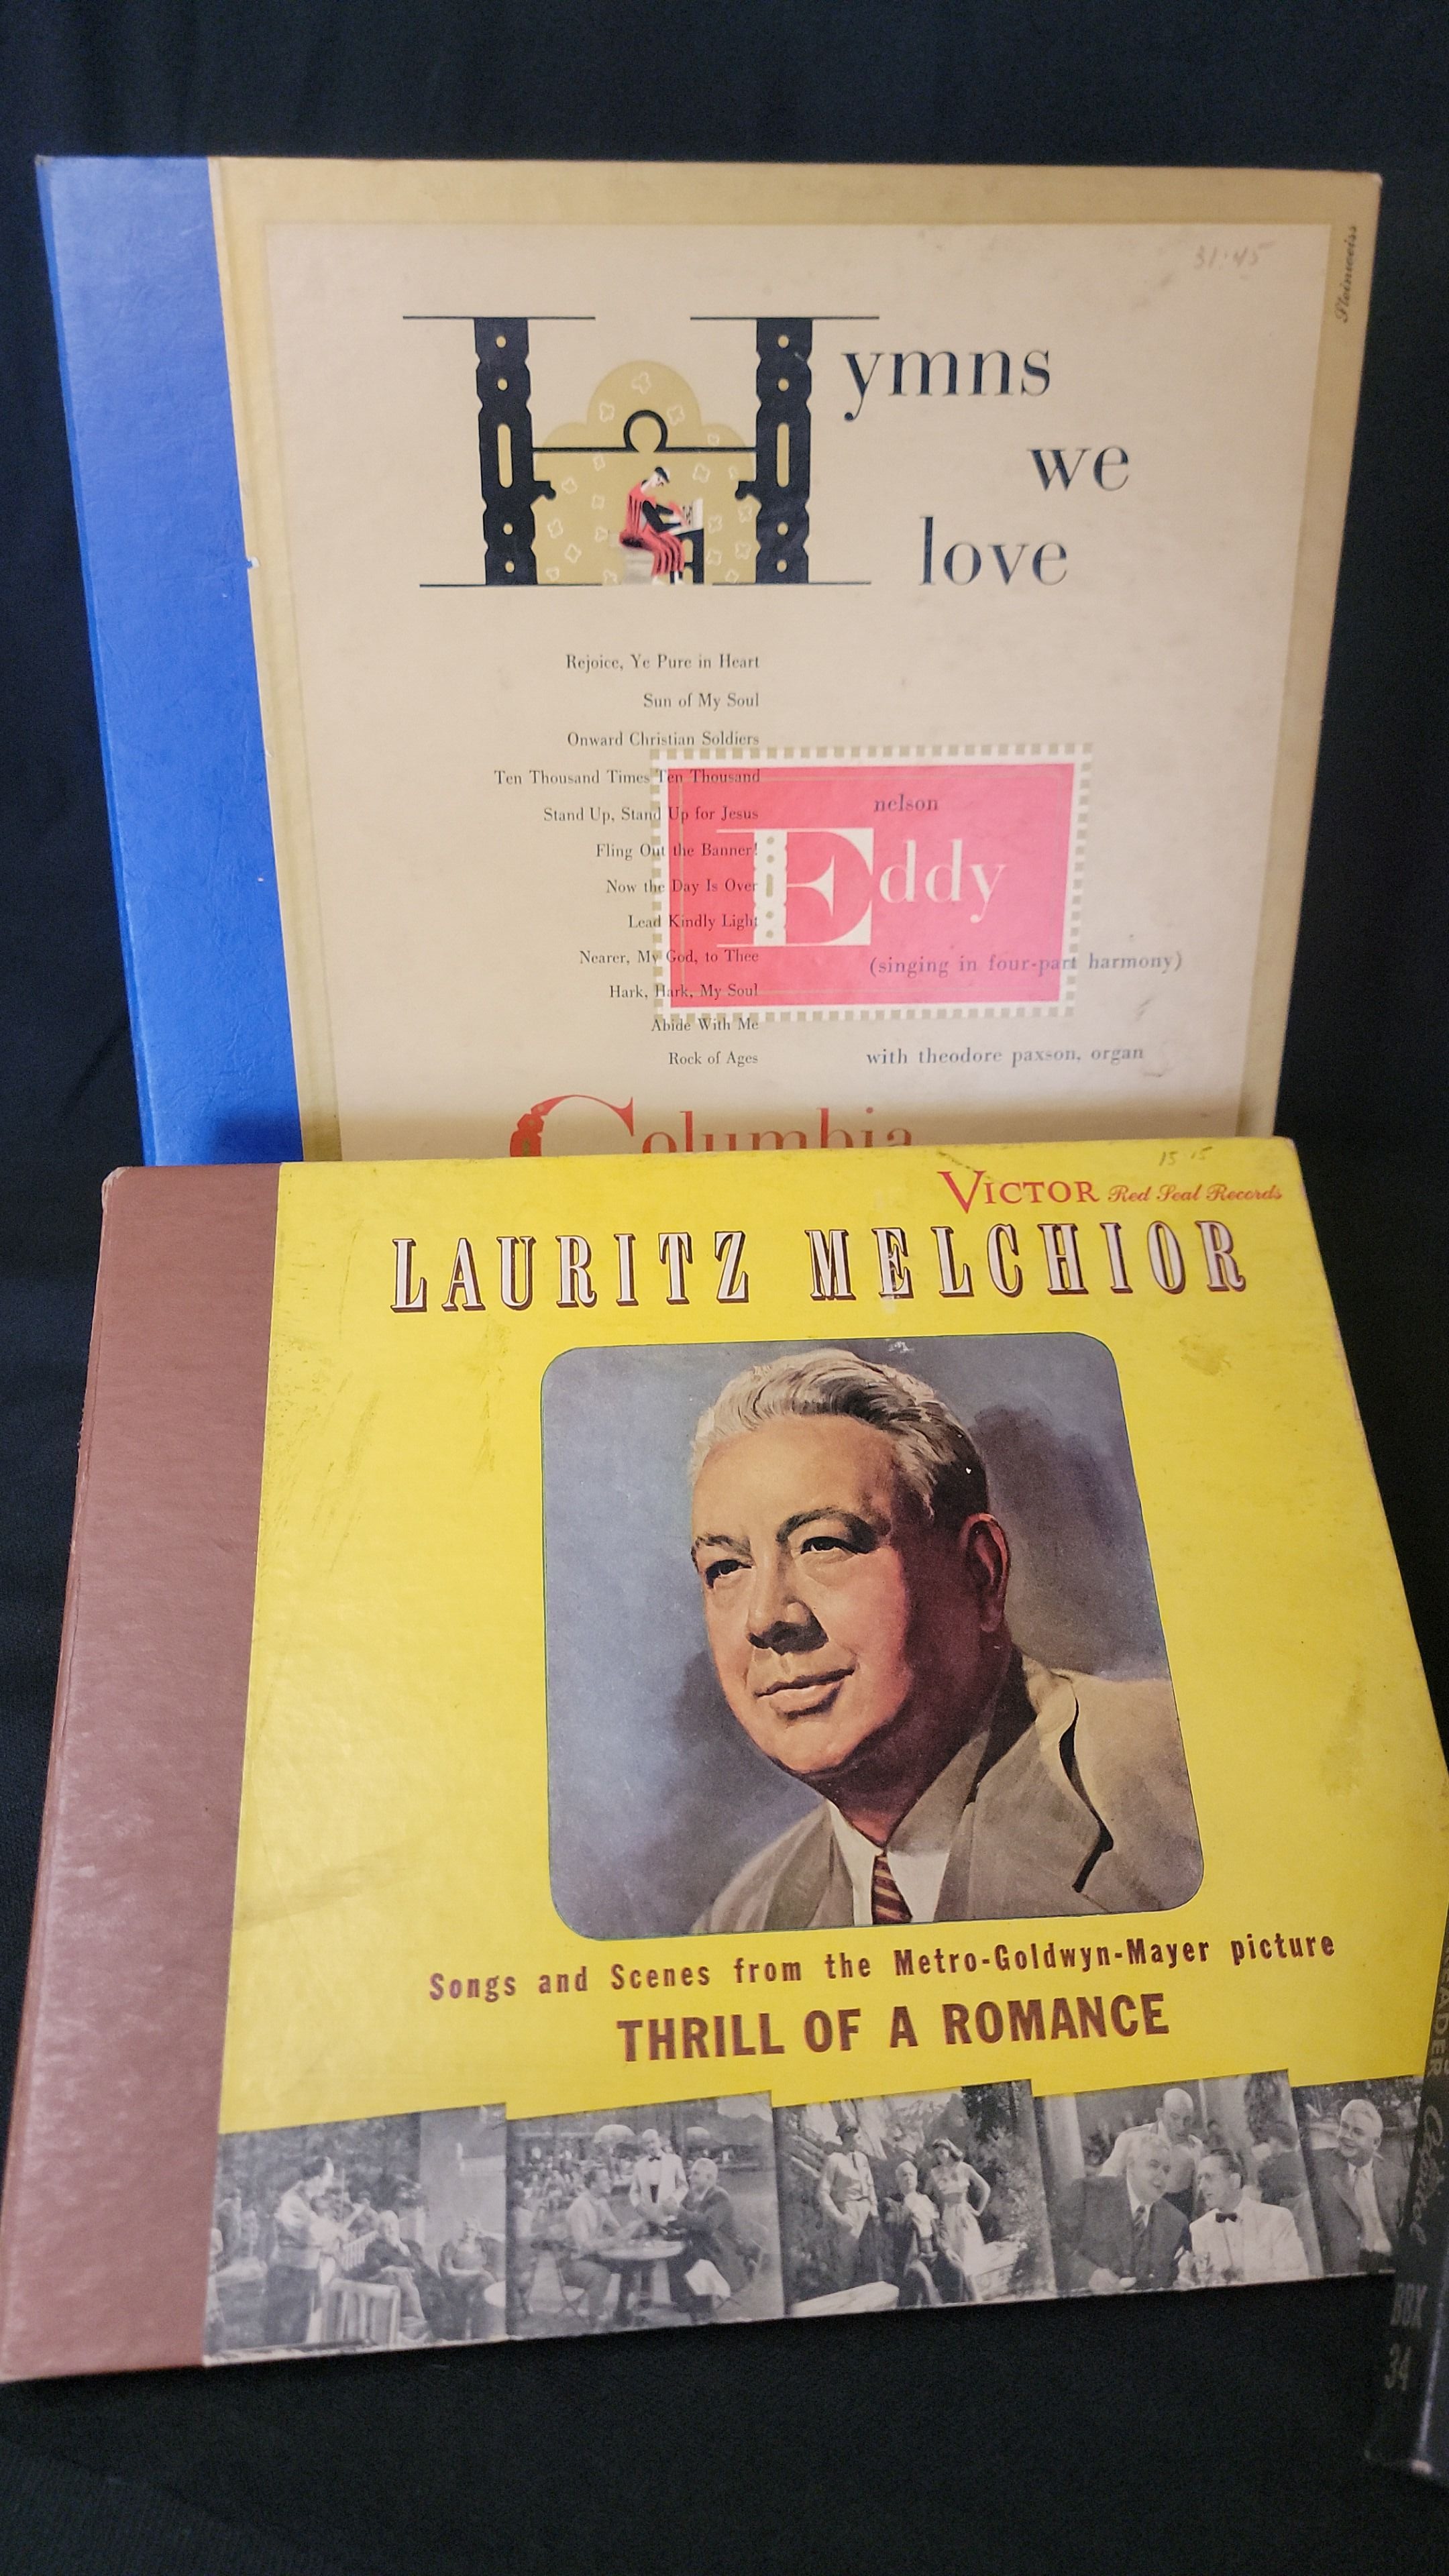 31.45
Steinweiss
Hymns
we
love
Rejoice, Ye Pure in Heart
Sun of My Soul
Onward Christian Soldiers
Ten Thousand Times Ten Thousand
Stand Up, Stand Up for Jesus
Fling Out the Banner!
Now the Day Is Over
Lead Kindly Light
Nearer, My God, to Thee
Hark, Hark, My Soul
Abide With Me
Rock of Ages
nelson
Eddy
(singing in four-part harmony)
with theodore paxson, organ
Columbia
15 15
VICTOR Red Seal Records
LAURITZ MELCHIOR
Songs and Scenes from the Metro-Goldwyn-Mayer picture
THRILL OF A ROMANCE
Capitol
BOX
34